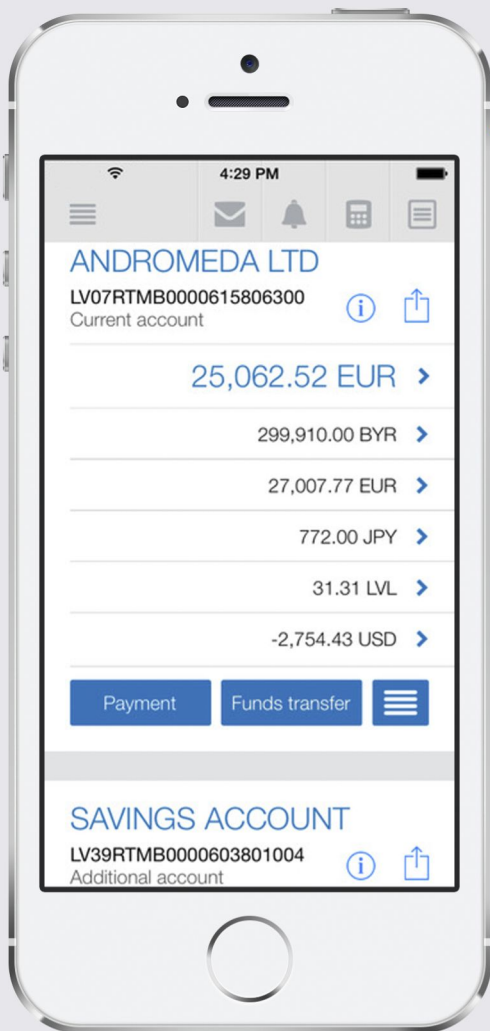 4:29 PM
ANDROMEDA LTD
LV07RTMB0000615806300
Current account
25,062.52 EUR
299,910.00 BYR
27,007.77 EUR
772.00 JPY
31.31 LVL
-2,754.43 USD
Payment Funds transfer
SAVINGS ACCOUNT
LV39RTMB0000603801004
Additional account